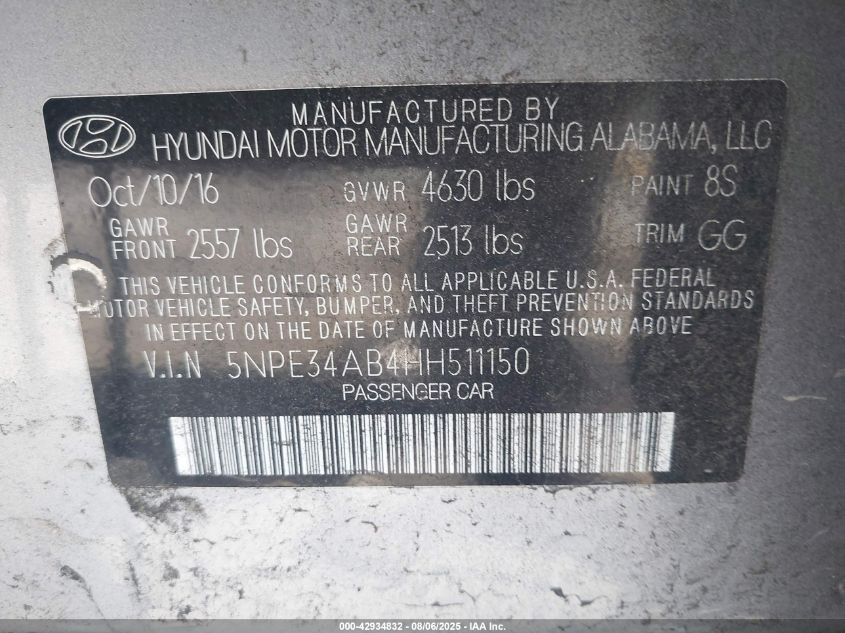 MANUFACTURED BY
HYUNDAI MOTOR MANUFACTURING ALABAMA, LLC
Oct/10/16 GVWR 4630 lbs PAINT 8S
GAWR FRONT 2557 lbs GAWR REAR 2513 lbs TRIM GG
THIS VEHICLE CONFORMS TO ALL APPLICABLE U.S.A. FEDERAL
MOTOR VEHICLE SAFETY, BUMPER, AND THEFT PREVENTION STANDARDS
IN EFFECT ON THE DATE OF MANUFACTURE SHOWN ABOVE
V.I.N 5NPE34AB4HH511150
PASSENGER CAR
000-42934832 - 08/06/2025 - IAA Inc.